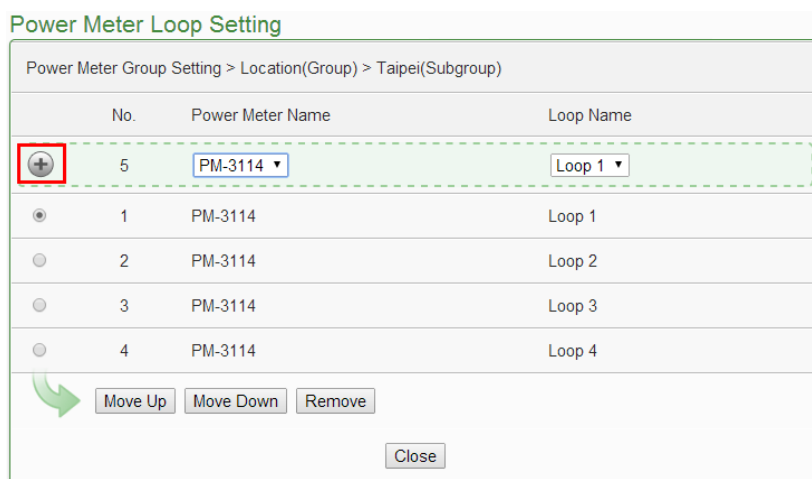 Power Meter Loop Setting
Power Meter Group Setting > Location(Group) > Taipei(Subgroup)
No. Power Meter Name Loop Name
5 PM-3114 Loop 1
1 PM-3114 Loop 1
2 PM-3114 Loop 2
3 PM-3114 Loop 3
4 PM-3114 Loop 4
Move Up Move Down Remove
Close